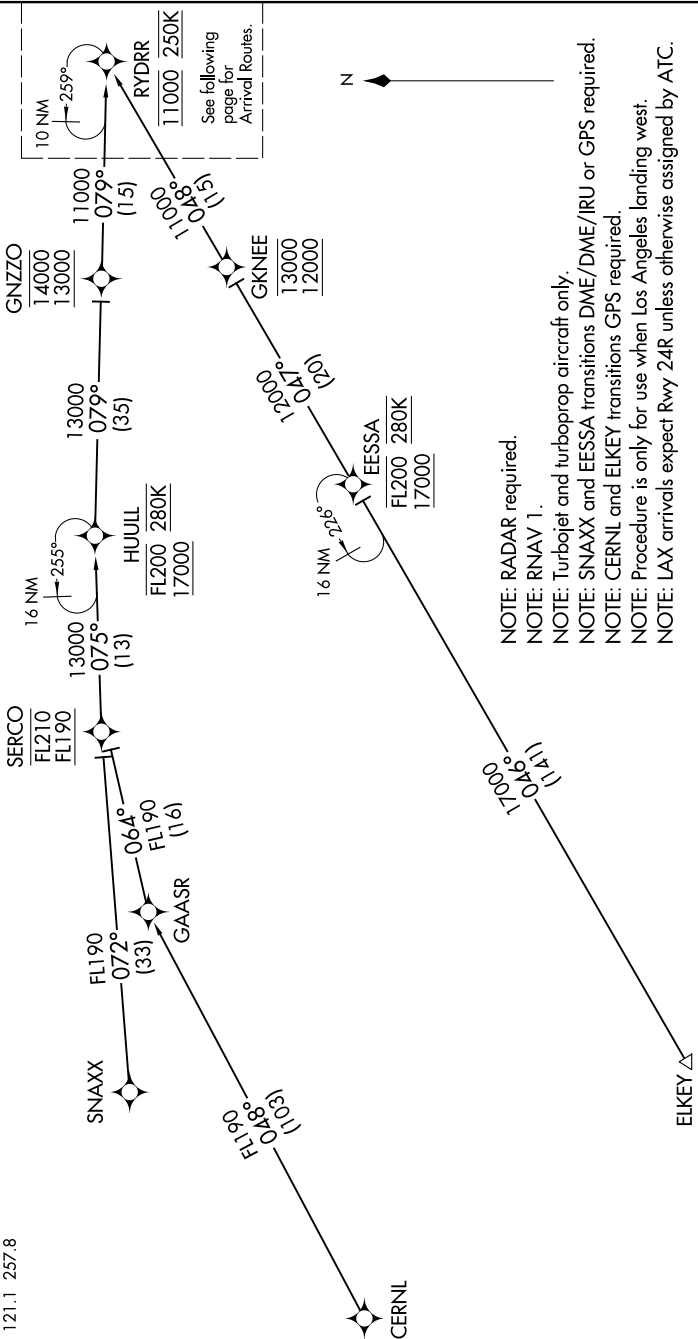 121.1 257.8
SNAXX
FL190
072°
(33)
CERNL
FL190
048°
(103)
GAASR
064°
FL190
(16)
SERCO
FL210
FL190
13000
075°
(13)
16 NM
255°
HUULL
FL200 280K
17000
13000
079°
(35)
GNZZO
14000
13000
11000
079°
(15)
10 NM
259°
RYDRR
11000 250K
See following
page for
Arrival Routes.
ELKEY
17000
046°
(141)
16 NM
226°
EESSA
FL200 280K
17000
12000
047°
(20)
GKNEE
13000
12000
11000
048°
(15)
N
NOTE: RADAR required.
NOTE: RNAV 1.
NOTE: Turbojet and turboprop aircraft only.
NOTE: SNAXX and EESSA transitions DME/DME/IRU or GPS required.
NOTE: CERNL and ELKEY transitions GPS required.
NOTE: Procedure is only for use when Los Angeles landing west.
NOTE: LAX arrivals expect Rwy 24R unless otherwise assigned by ATC.